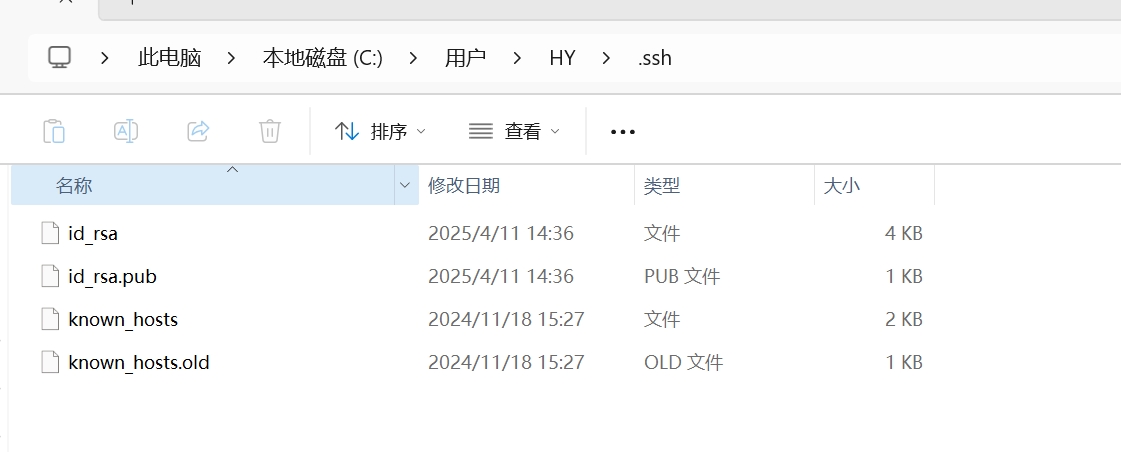 此电脑 > 本地磁盘 (C:) > 用户 > HY > .ssh
排序 查看 •••
名称 修改日期 类型 大小
id_rsa 2025/4/11 14:36 文件 4 KB
id_rsa.pub 2025/4/11 14:36 PUB 文件 1 KB
known_hosts 2024/11/18 15:27 文件 2 KB
known_hosts.old 2024/11/18 15:27 OLD 文件 1 KB